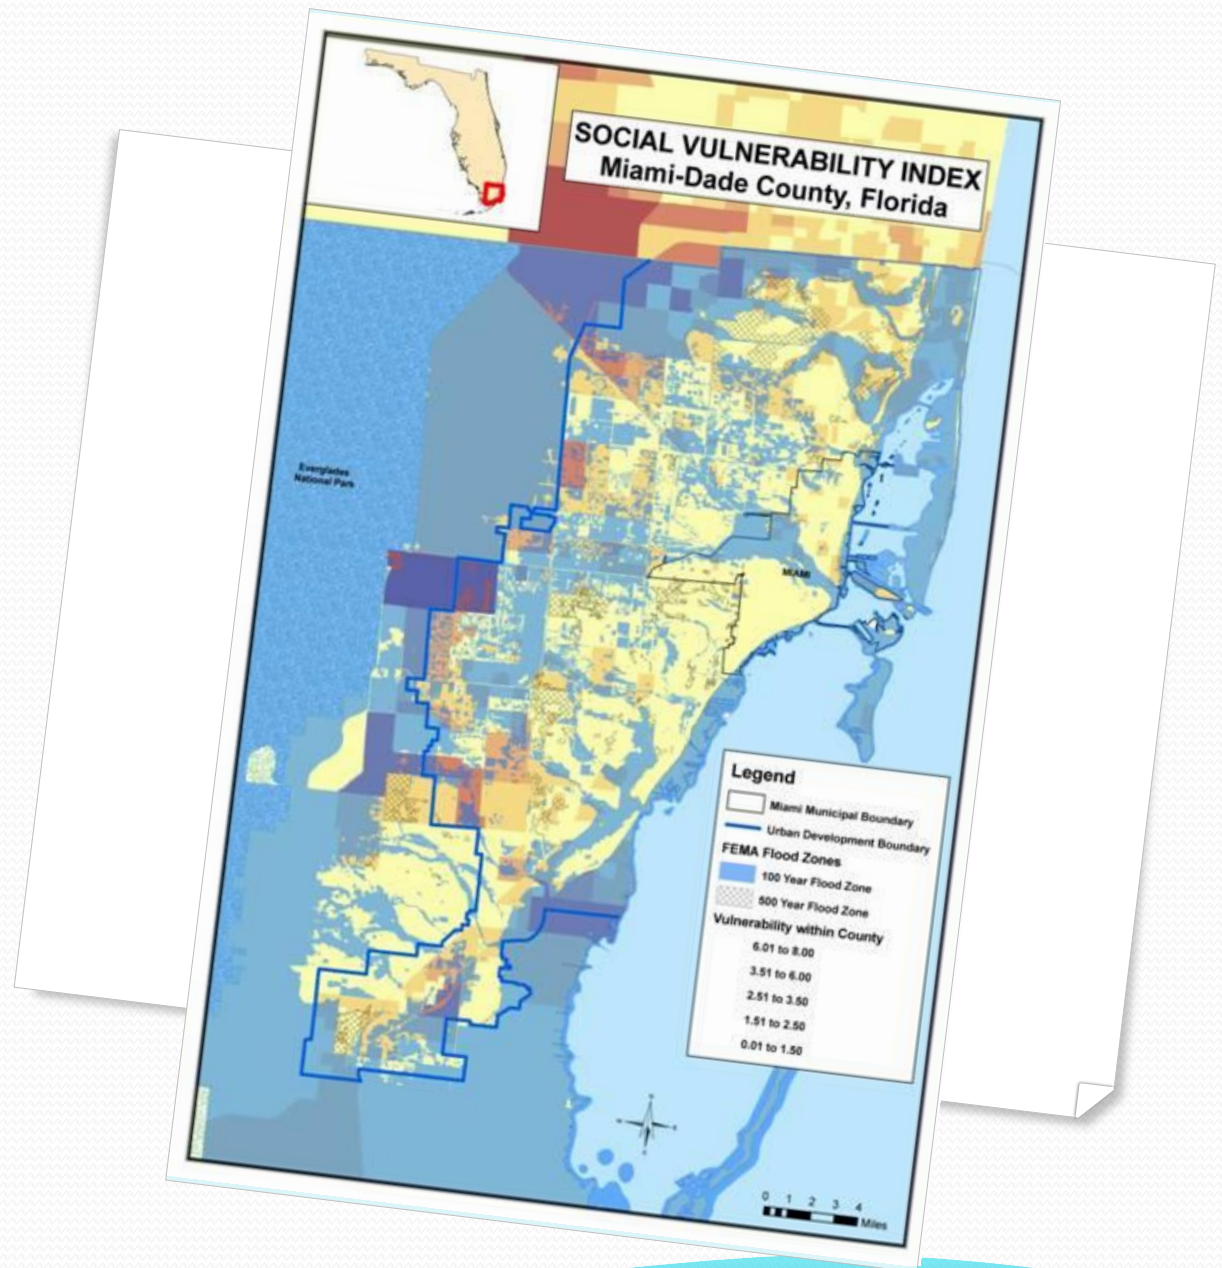 SOCIAL VULNERABILITY INDEX
Miami-Dade County, Florida
Everglades
National Park
MIAMI
Legend
Miami Municipal Boundary
Urban Development Boundary
FEMA Flood Zones
100 Year Flood Zone
500 Year Flood Zone
Vulnerability within County
6.01 to 8.00
3.51 to 6.00
2.51 to 3.50
1.51 to 2.50
0.01 to 1.50
0 1 2 3 4
Miles